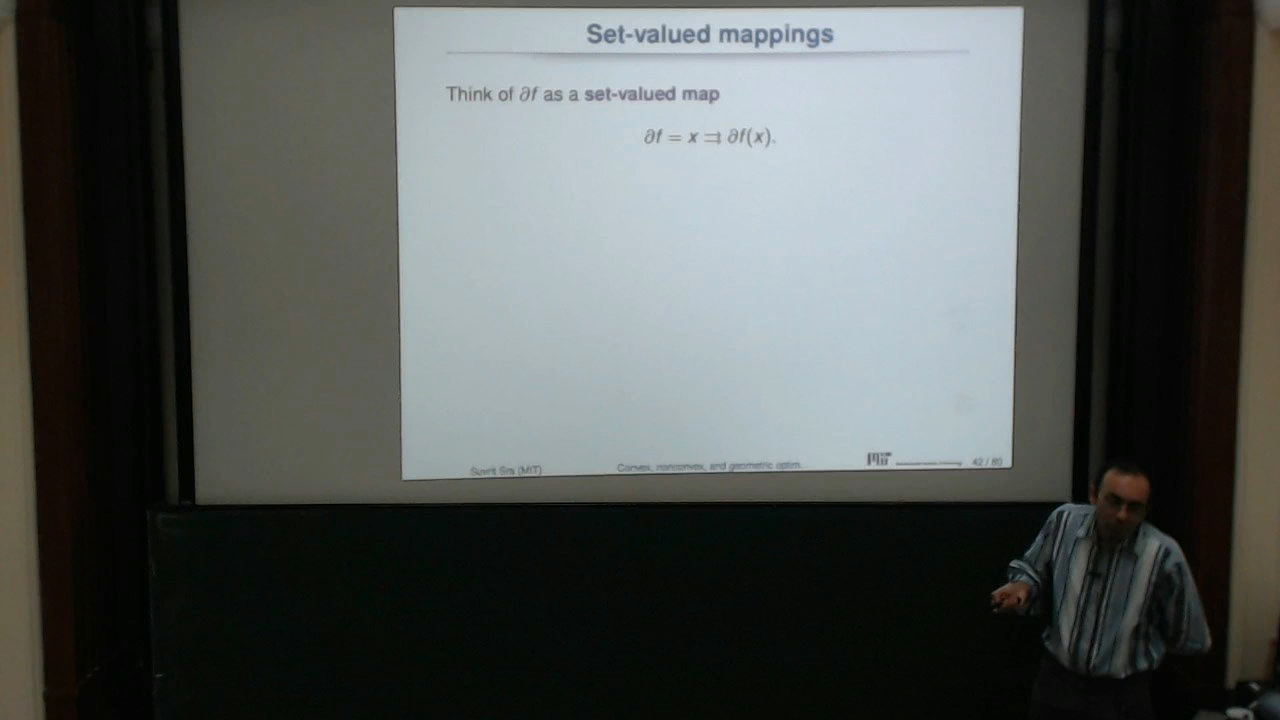 Set-valued mappings
Think of ∂f as a set-valued map
∂f = x ⇉ ∂f(x).
Suvrit Sra (MIT)
Convex, nonconvex, and geometric optim.
42 / 80